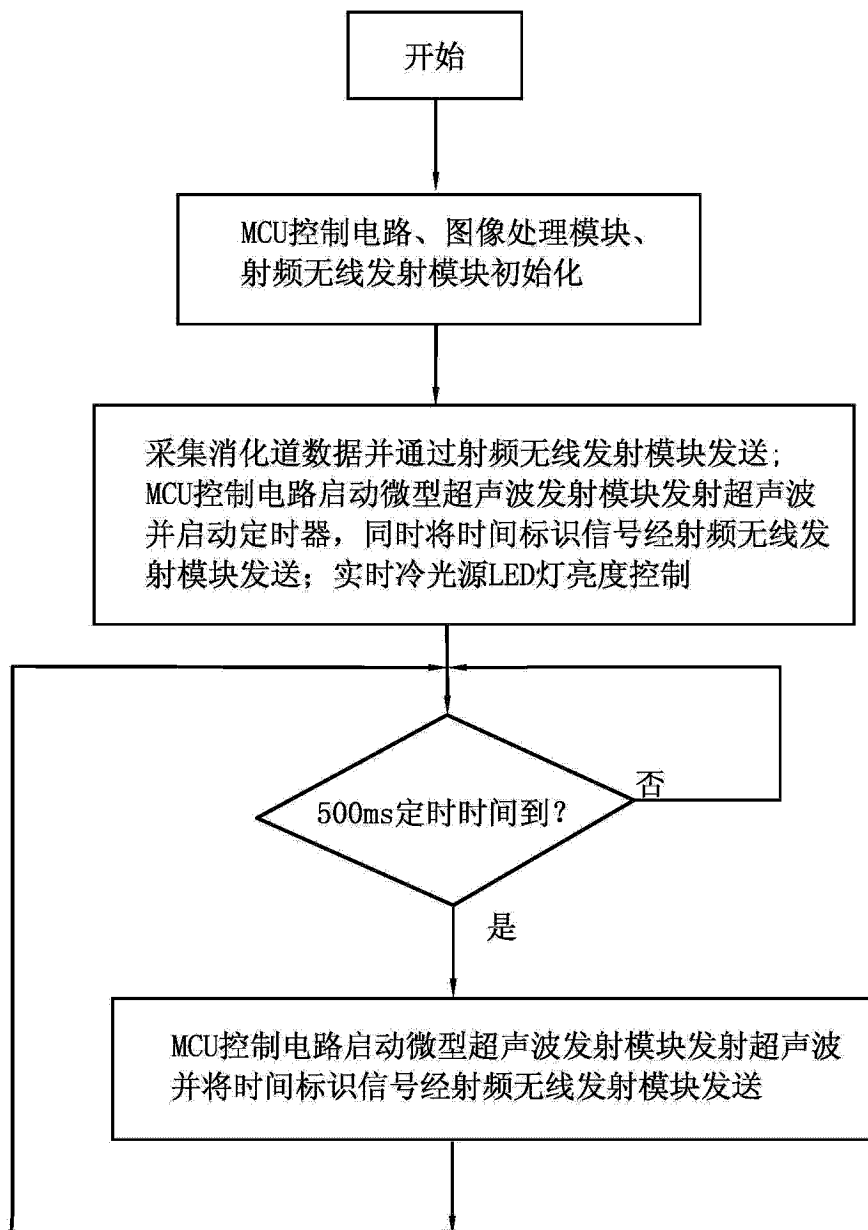 开始
MCU控制电路、图像处理模块、
射频无线发射模块初始化
采集消化道数据并通过射频无线发射模块发送;
MCU控制电路启动微型超声波发射模块发射超声波
并启动定时器，同时将时间标识信号经射频无线发
射模块发送；实时冷光源LED灯亮度控制
500ms定时时间到?
否
是
MCU控制电路启动微型超声波发射模块发射超声波
并将时间标识信号经射频无线发射模块发送